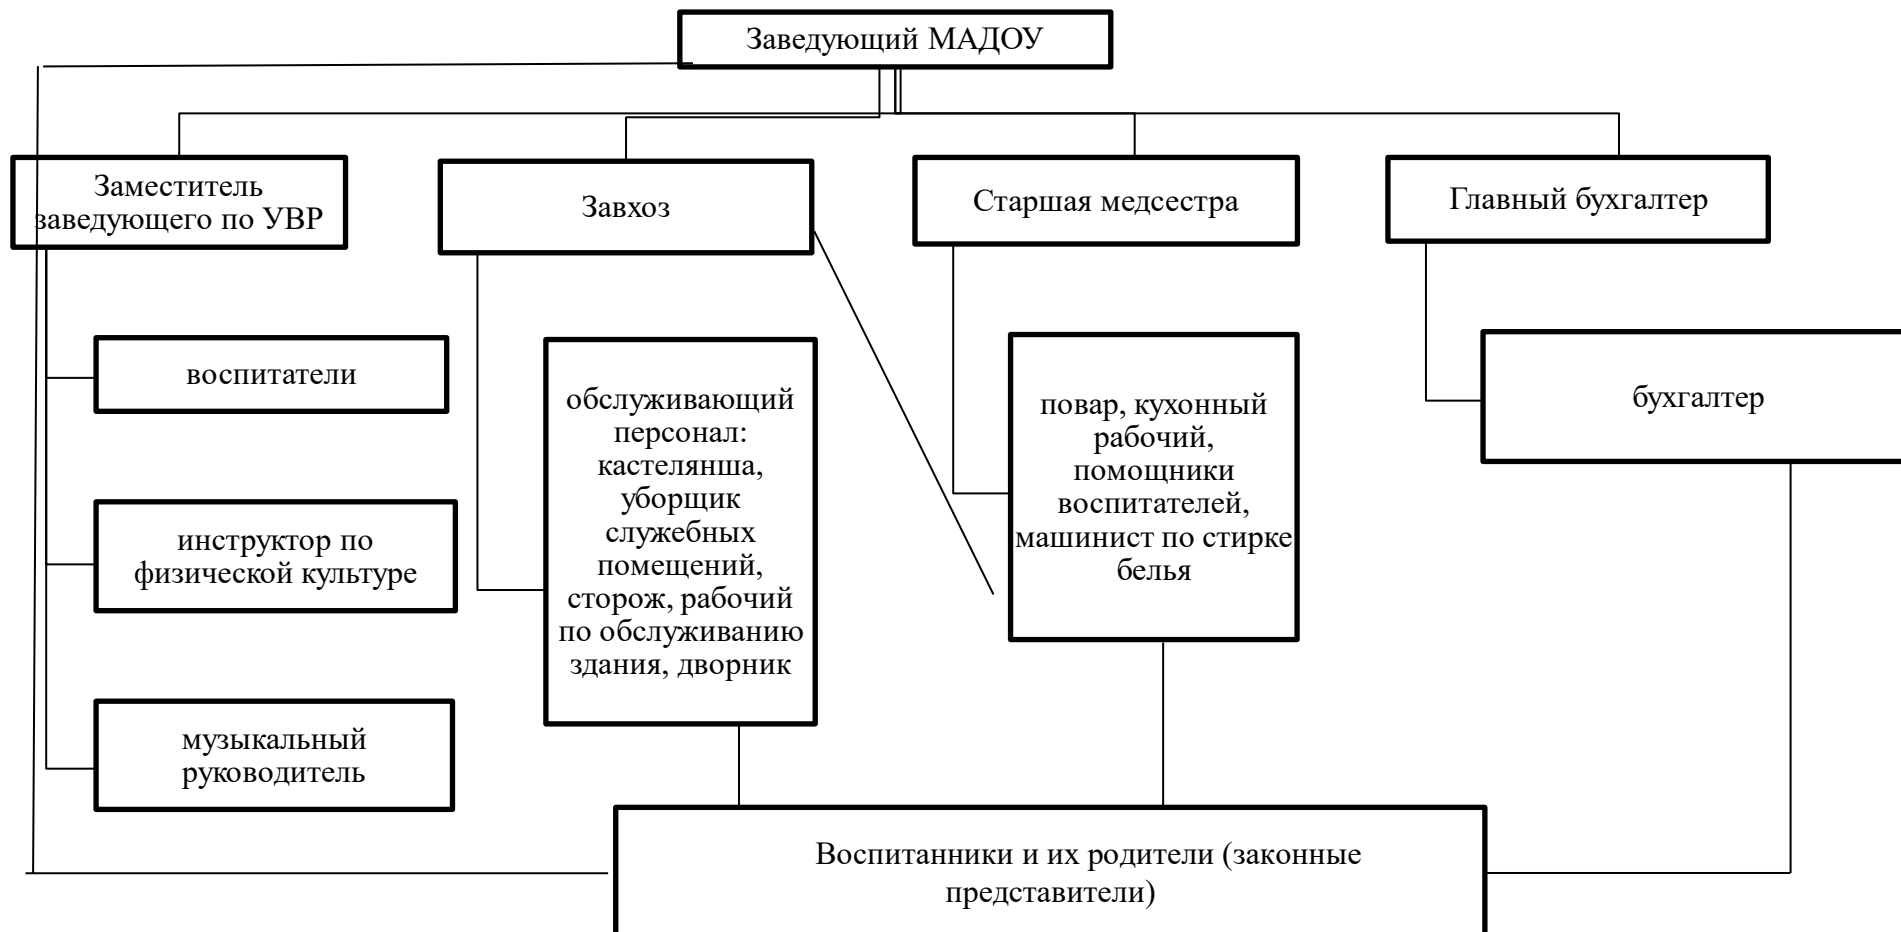 Заведующий МАДОУ
Заместитель
заведующего по УВР
Завхоз
Старшая медсестра
Главный бухгалтер
воспитатели
инструктор по
физической культуре
музыкальный
руководитель
обслуживающий
персонал:
кастелянша,
уборщик
служебных
помещений,
сторож, рабочий
по обслуживанию
здания, дворник
повар, кухонный
рабочий,
помощники
воспитателей,
машинист по стирке
белья
бухгалтер
Воспитанники и их родители (законные
представители)